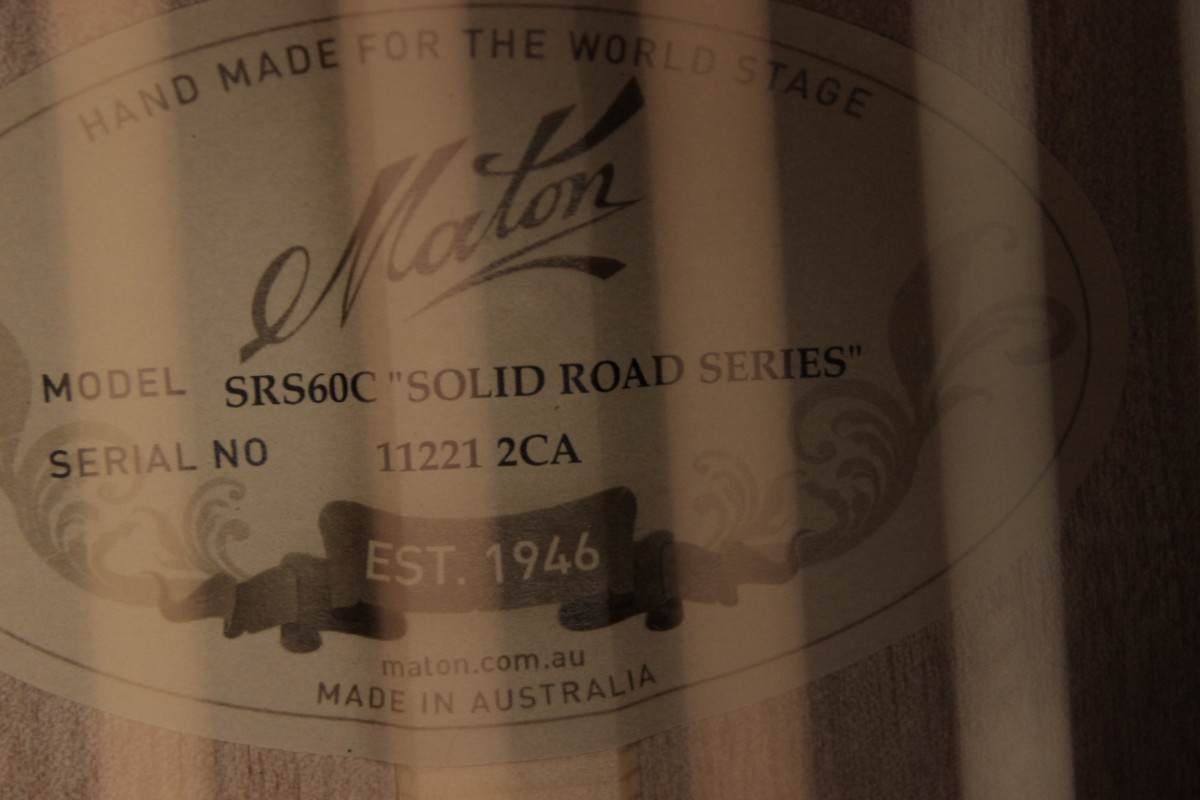 HAND MADE FOR THE WORLD STAGE
Maton
MODEL SRS60C "SOLID ROAD SERIES"
SERIAL NO 11221 2CA
EST. 1946
maton.com.au
MADE IN AUSTRALIA